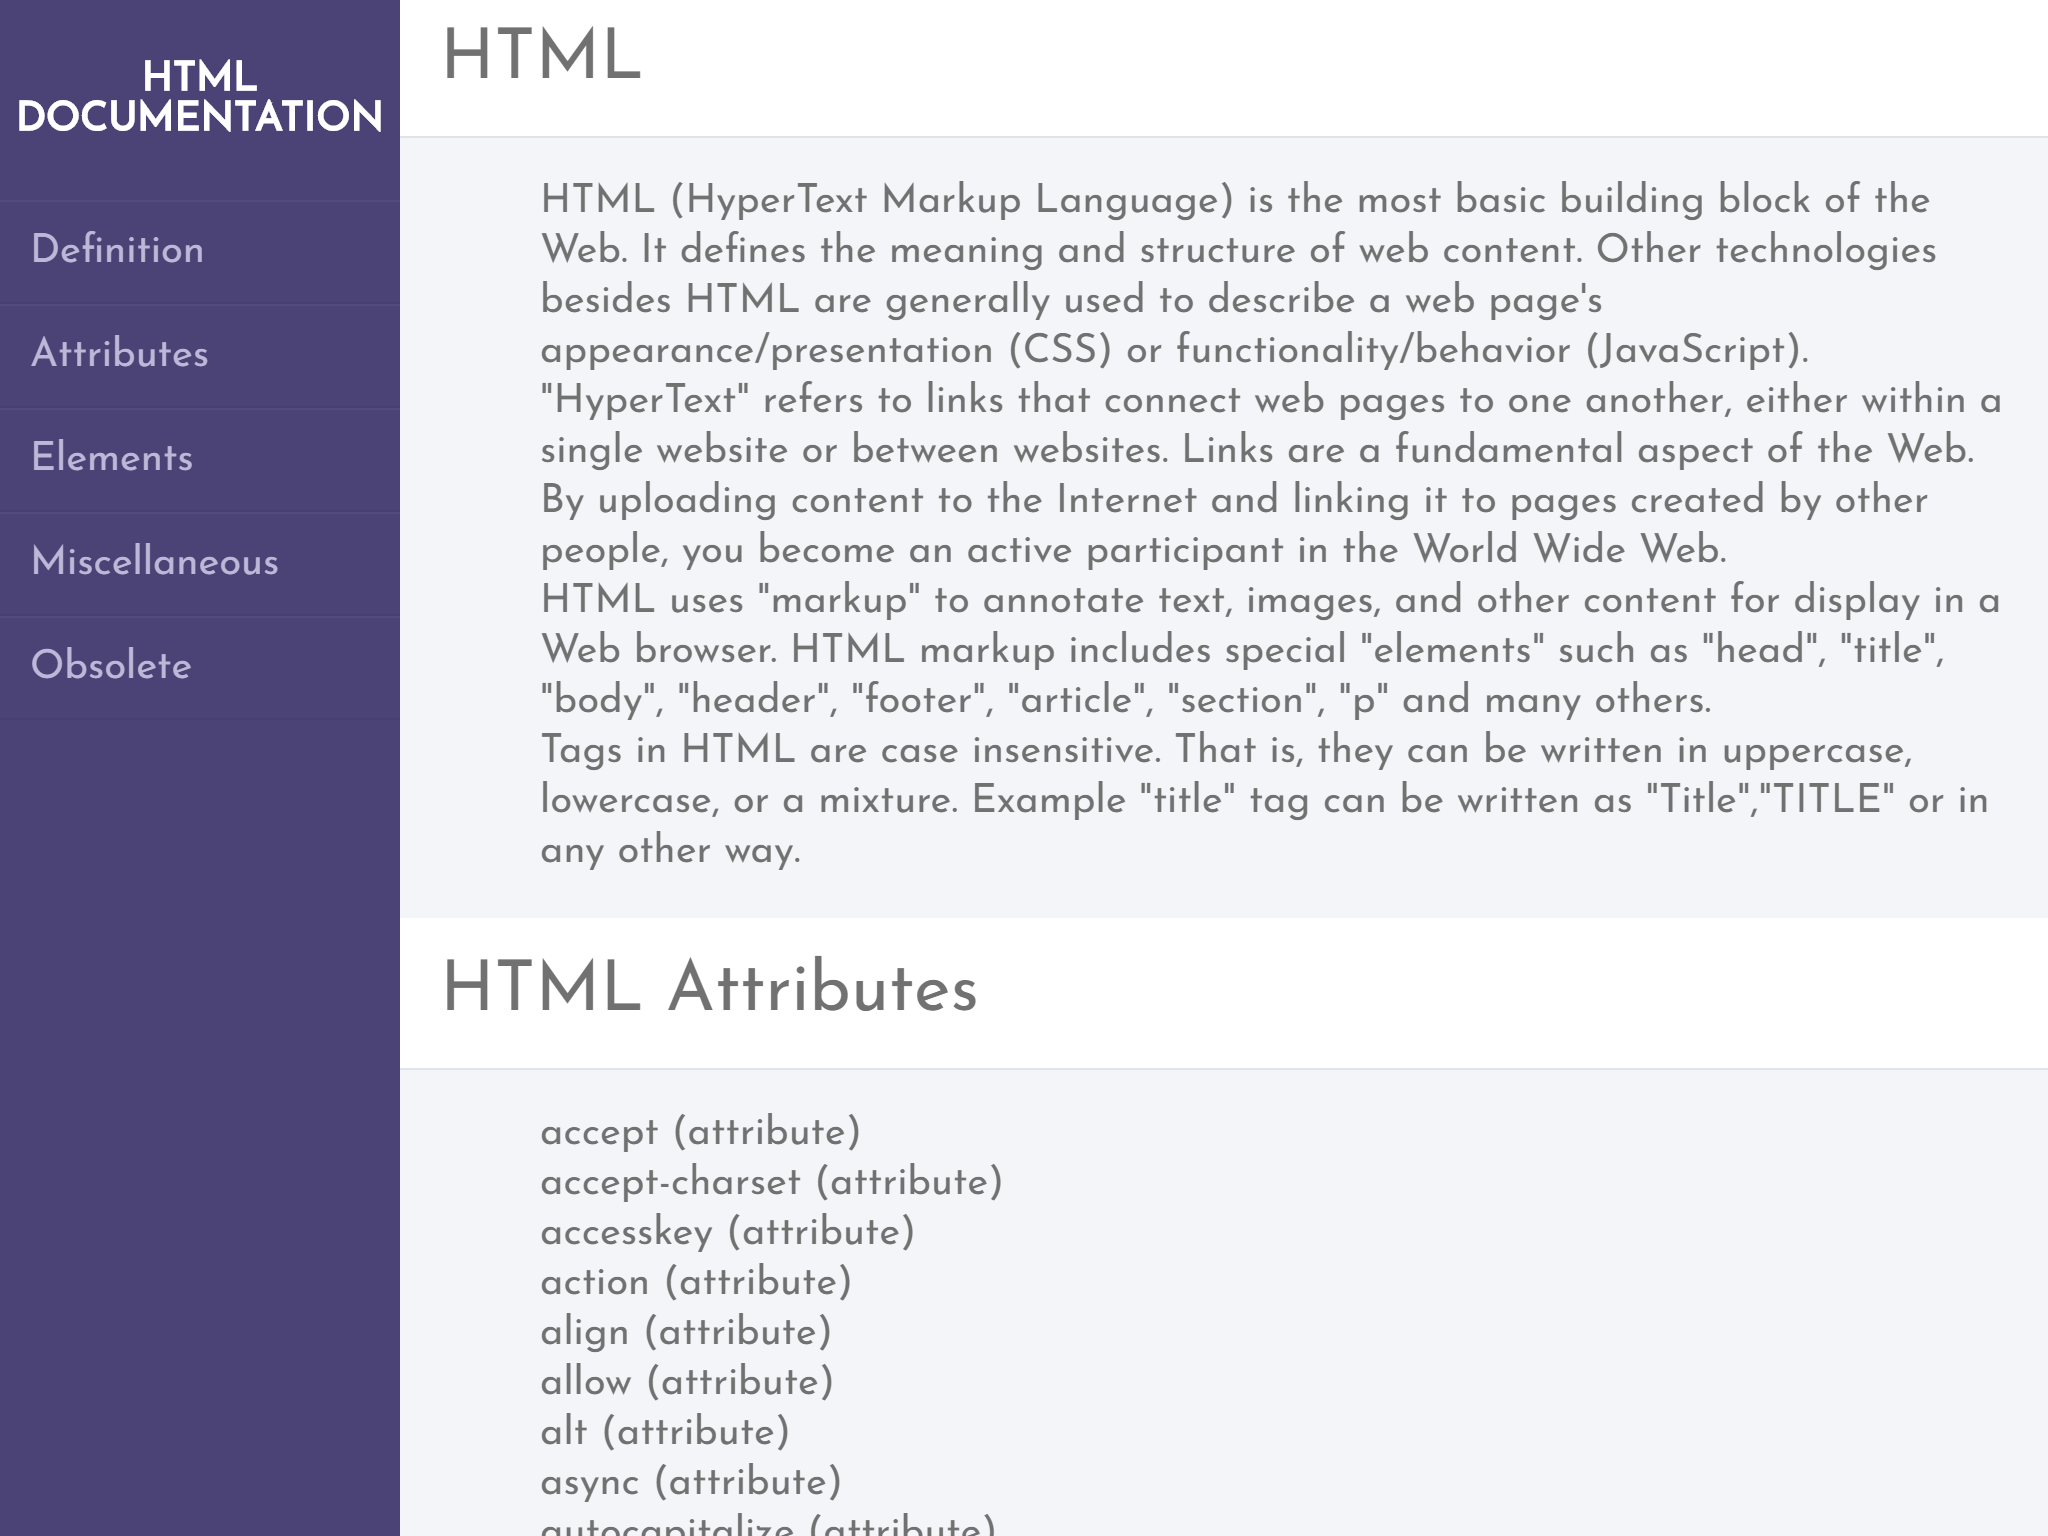 HTML
DOCUMENTATION
Definition
Attributes
Elements
Miscellaneous
Obsolete
HTML
HTML (HyperText Markup Language) is the most basic building block of the
Web. It defines the meaning and structure of web content. Other technologies
besides HTML are generally used to describe a web page's
appearance/presentation (CSS) or functionality/behavior (JavaScript).
"HyperText" refers to links that connect web pages to one another, either within a
single website or between websites. Links are a fundamental aspect of the Web.
By uploading content to the Internet and linking it to pages created by other
people, you become an active participant in the World Wide Web.
HTML uses "markup" to annotate text, images, and other content for display in a
Web browser. HTML markup includes special "elements" such as "head", "title",
"body", "header", "footer", "article", "section", "p" and many others.
Tags in HTML are case insensitive. That is, they can be written in uppercase,
lowercase, or a mixture. Example "title" tag can be written as "Title","TITLE" or in
any other way.
HTML Attributes
accept (attribute)
accept-charset (attribute)
accesskey (attribute)
action (attribute)
align (attribute)
allow (attribute)
alt (attribute)
async (attribute)
autocapitalize (attribute)